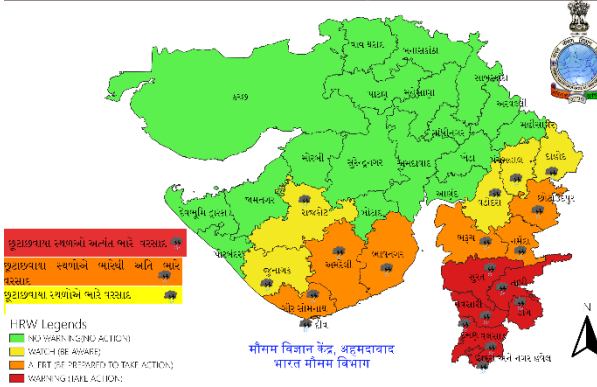 વાવ થરાદ
બનાસકાંઠા
પાટણ
મહેસાણા
સાબરકાંઠા
અરવલ્લી
ગાંધીનગર
મહીસાગર
કચ્છ
મોરબી
સુરેન્દ્રનગર
અમદાવાદ
ખેડા
પંચમહાલ
દાહોદ
આણંદ
વડોદરા
છોટાઉદેપુર
જામનગર
રાજકોટ
બોટાદ
પોરબંદર
જુનાગઢ
અમરેલી
ભાવનગર
ભરૂચ
નર્મદા
ગીર સોમનાથ
દીવ
સુરત
તાપી
નવસારી
ડાંગ
વલસાડ
દાદરા અને નગર હવેલી
છૂટાછવાયા સ્થળોએ અત્યંત ભારે વરસાદ
છૂટાછવાયા સ્થળોએ ભારેથી અતિ ભારે
વરસાદ
છૂટાછવાયા સ્થળોએ ભારે વરસાદ
HRW Legends
NO WARNING(NO ACTION)
WATCH (BE AWARE)
ALERT (BE PREPARED TO TAKE ACTION)
WARNING (TAKE ACTION)
मौसम विज्ञान केंद्र, अहमदाबाद
भारत मौसम विभाग